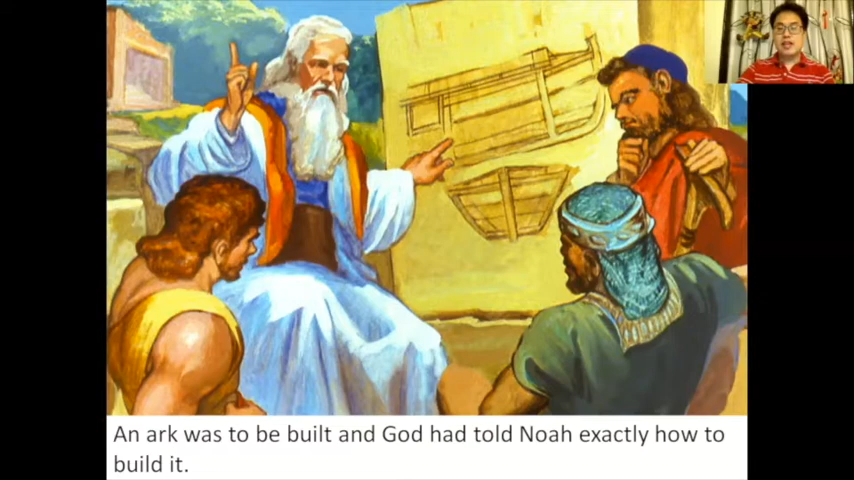 An ark was to be built and God had told Noah exactly how to
build it.